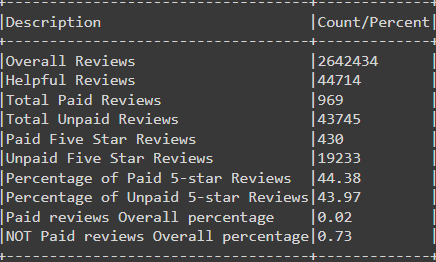 Description Count/Percent
Overall Reviews 2642434
Helpful Reviews 44714
Total Paid Reviews 969
Total Unpaid Reviews 43745
Paid Five Star Reviews 430
Unpaid Five Star Reviews 19233
Percentage of Paid 5-star Reviews 44.38
Percentage of Unpaid 5-star Reviews 43.97
Paid reviews Overall percentage 0.02
NOT Paid reviews Overall percentage 0.73